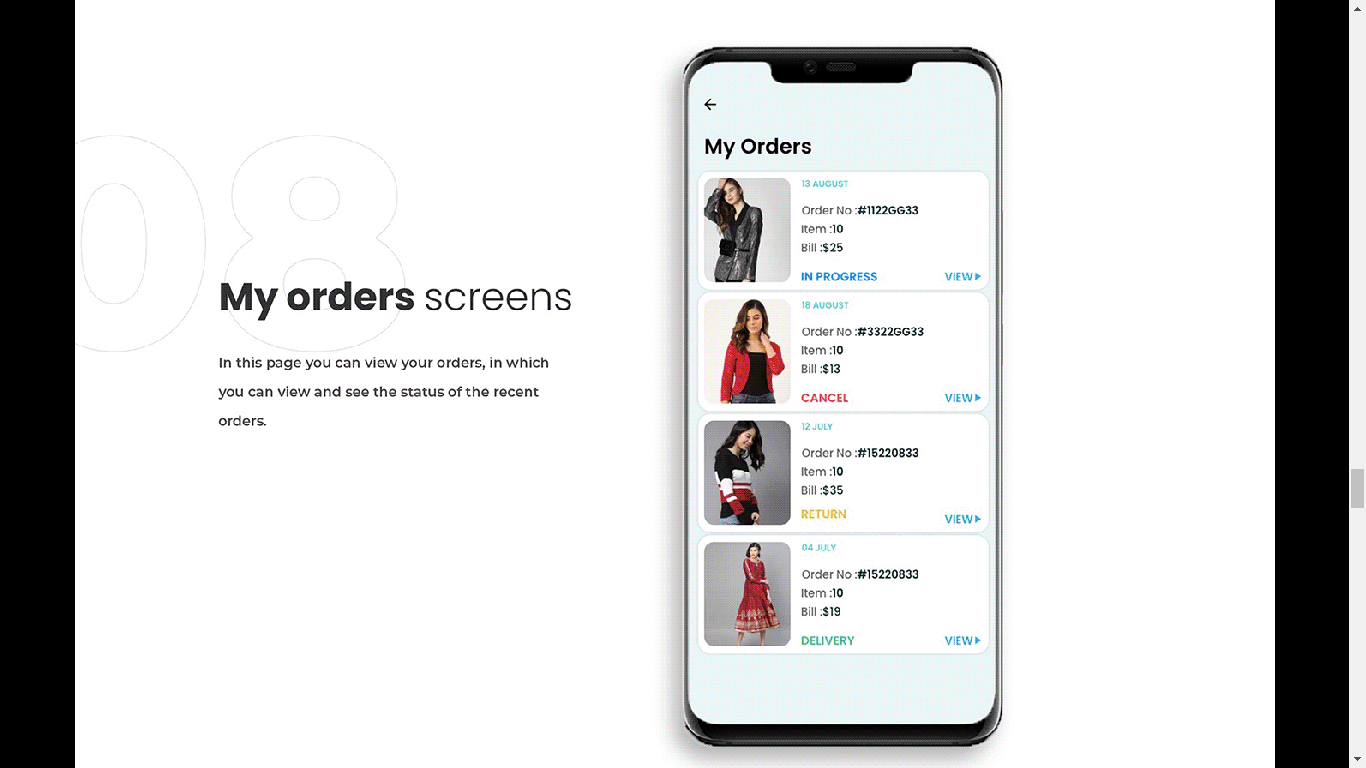 08
My orders screens
In this page you can view your orders, in which
you can view and see the status of the recent
orders.
My Orders
13 AUGUST
Order No :#1122GG33
Item :10
Bill :$25
IN PROGRESS VIEW
18 AUGUST
Order No :#3322GG33
Item :10
Bill :$13
CANCEL VIEW
12 JULY
Order No :#15220833
Item :10
Bill :$35
RETURN VIEW
04 JULY
Order No :#15220833
Item :10
Bill :$19
DELIVERY VIEW